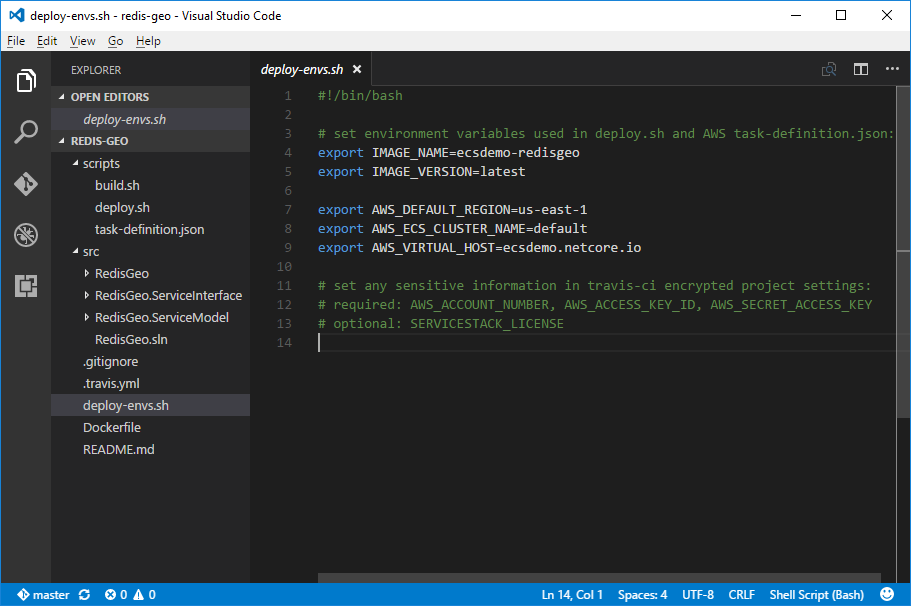 deploy-envs.sh - redis-geo - Visual Studio Code
File Edit View Go Help
EXPLORER
OPEN EDITORS
deploy-envs.sh
REDIS-GEO
scripts
build.sh
deploy.sh
task-definition.json
src
RedisGeo
RedisGeo.ServiceInterface
RedisGeo.ServiceModel
RedisGeo.sln
.gitignore
.travis.yml
deploy-envs.sh
Dockerfile
README.md
deploy-envs.sh
1 #!/bin/bash
2
3 # set environment variables used in deploy.sh and AWS task-definition.json:
4 export IMAGE_NAME=ecsdemo-redisgeo
5 export IMAGE_VERSION=latest
6
7 export AWS_DEFAULT_REGION=us-east-1
8 export AWS_ECS_CLUSTER_NAME=default
9 export AWS_VIRTUAL_HOST=ecsdemo.netcore.io
10
11 # set any sensitive information in travis-ci encrypted project settings:
12 # required: AWS_ACCOUNT_NUMBER, AWS_ACCESS_KEY_ID, AWS_SECRET_ACCESS_KEY
13 # optional: SERVICESTACK_LICENSE
14
master 0 0 Ln 14, Col 1 Spaces: 4 UTF-8 CRLF Shell Script (Bash)